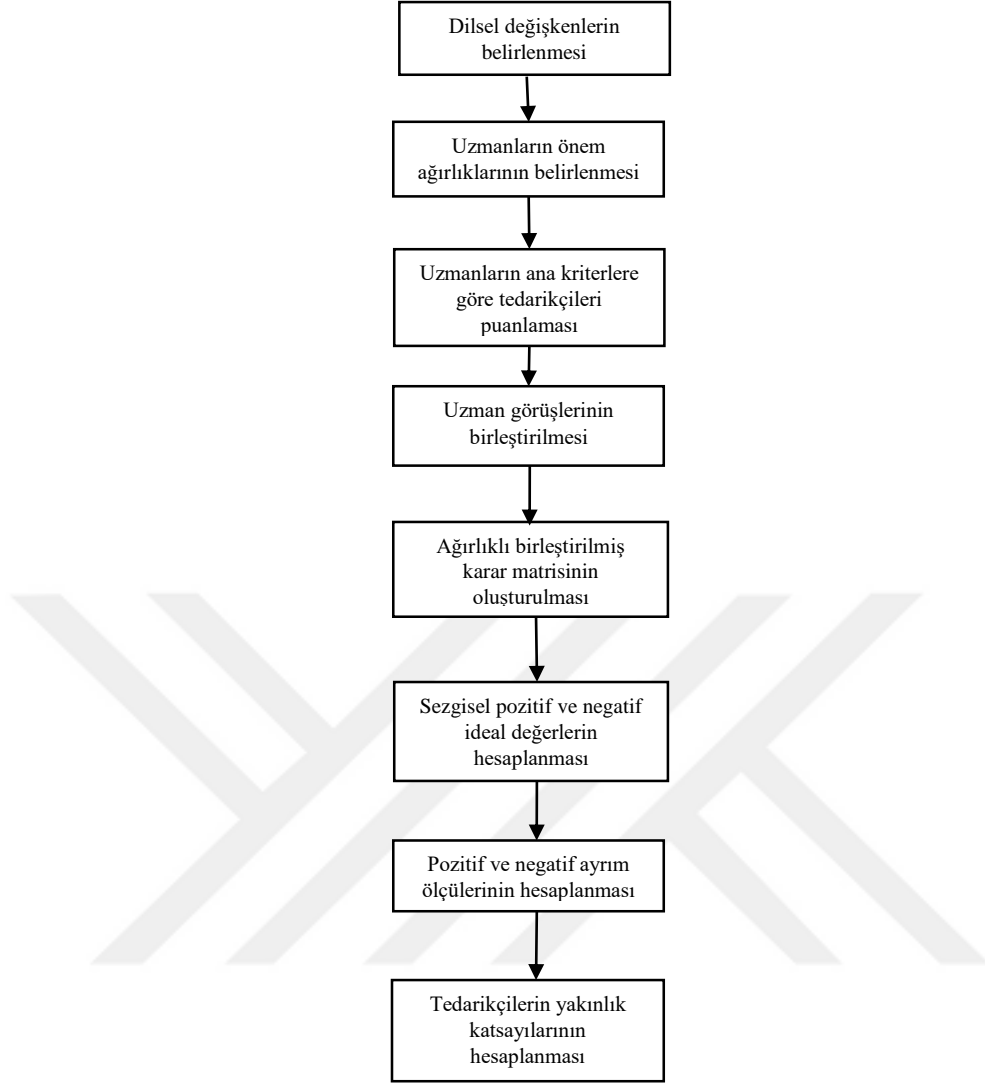 Dilsel değişkenlerin
belirlenmesi
Uzmanların önem
ağırlıklarının belirlenmesi
Uzmanların ana kriterlere
göre tedarikçileri
puanlaması
Uzman görüşlerinin
birleştirilmesi
Ağırlıklı birleştirilmiş
karar matrisinin
oluşturulması
Sezgisel pozitif ve negatif
ideal değerlerin
hesaplanması
Pozitif ve negatif ayrım
ölçülerinin hesaplanması
Tedarikçilerin yakınlık
katsayılarının
hesaplanması